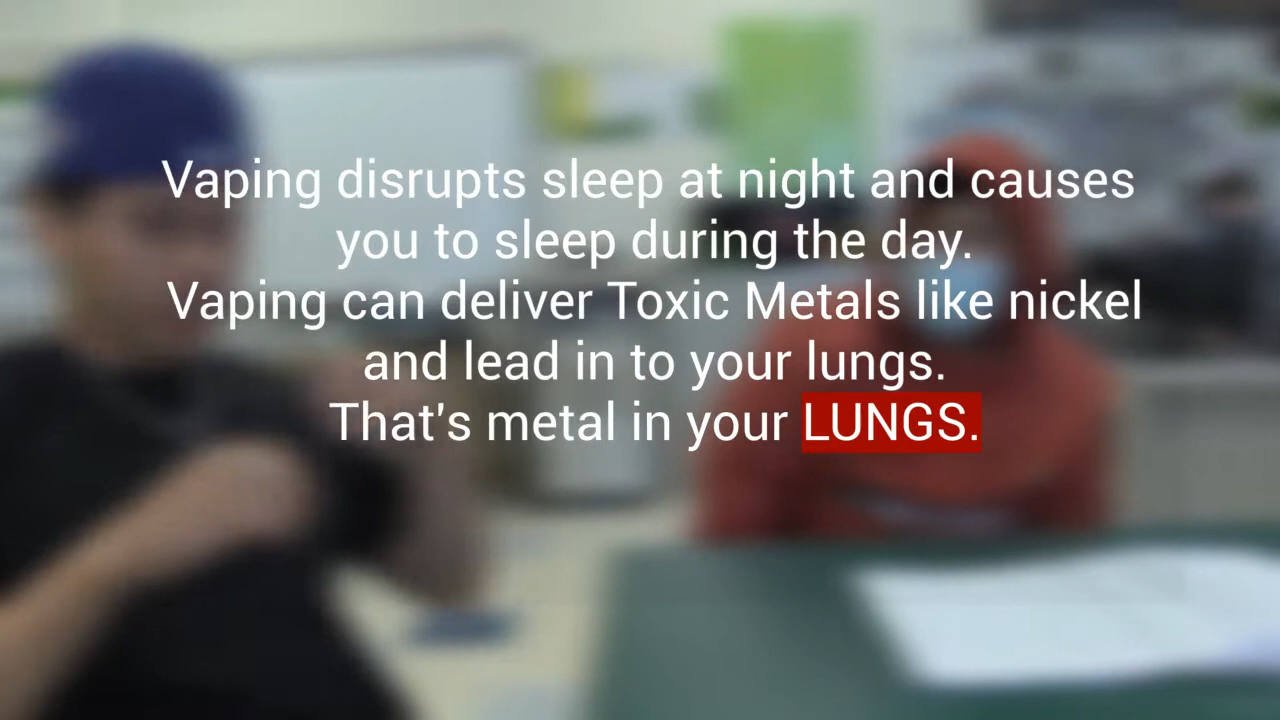 Vaping disrupts sleep at night and causes
you to sleep during the day.
Vaping can deliver Toxic Metals like nickel
and lead in to your lungs.
That's metal in your LUNGS.